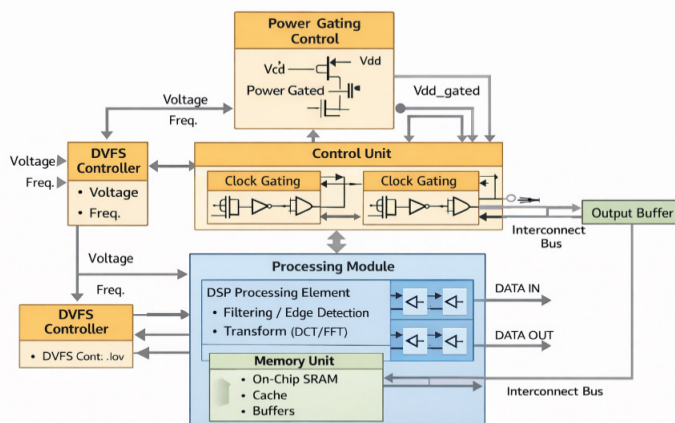 Power Gating
Control
Vcd
Vdd
Power Gated
Voltage
Freq.
Vdd_gated
Voltage
Freq.
DVFS
Controller
• Voltage
• Freq.
Control Unit
Clock Gating
Clock Gating
Output Buffer
Interconnect
Bus
Voltage
Freq.
Processing Module
DSP Processing Element
• Filtering / Edge Detection
• Transform (DCT/FFT)
DATA IN
DATA OUT
DVFS
Controller
• DVFS Cont: .lov
Memory Unit
• On-Chip SRAM
• Cache
• Buffers
Interconnect Bus